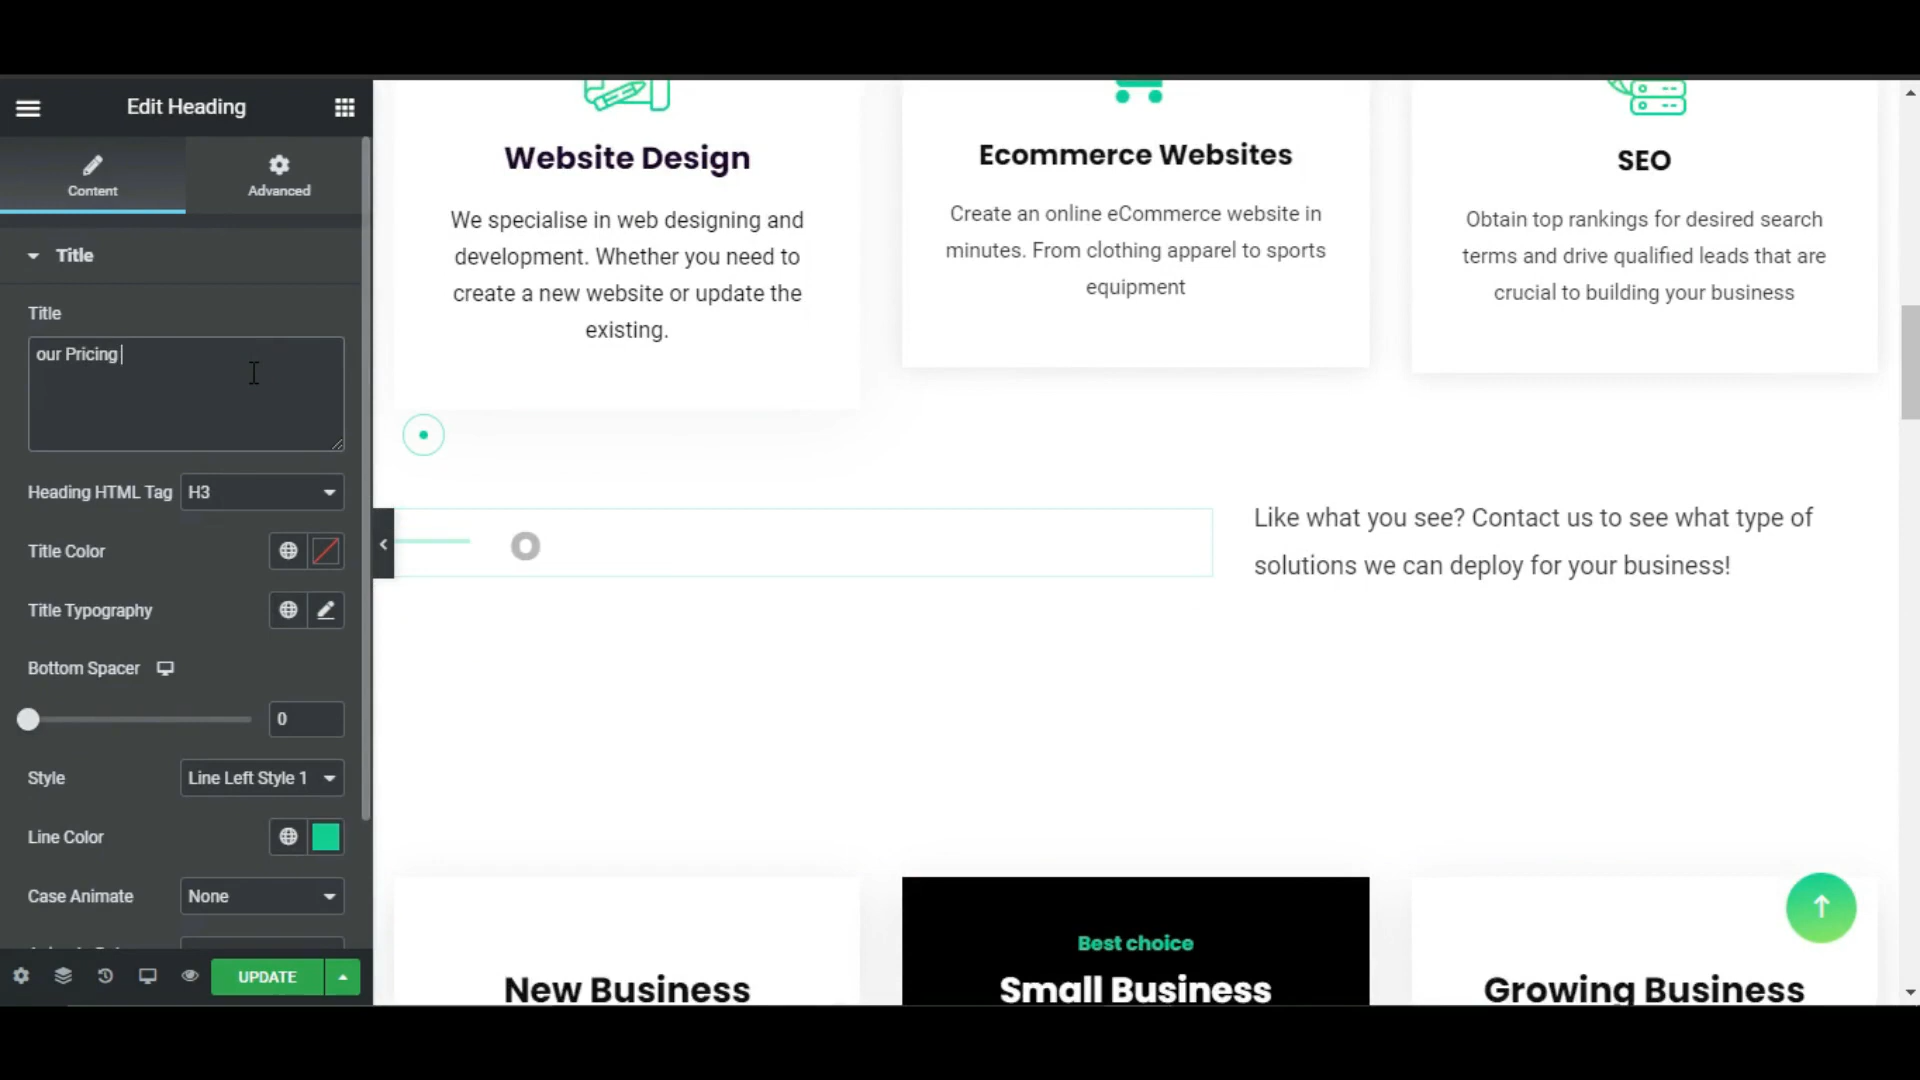 Edit Heading
Content
Advanced
Title
Title
our Pricing
Heading HTML Tag
H3
Title Color
Title Typography
Bottom Spacer
0
Style
Line Left Style 1
Line Color
Case Animate
None
UPDATE
Website Design
We specialise in web designing and
development. Whether you need to
create a new website or update the
existing.
Ecommerce Websites
Create an online eCommerce website in
minutes. From clothing apparel to sports
equipment
SEO
Obtain top rankings for desired search
terms and drive qualified leads that are
crucial to building your business
o
Like what you see? Contact us to see what type of
solutions we can deploy for your business!
New Business
Best choice
Small Business
Growing Business